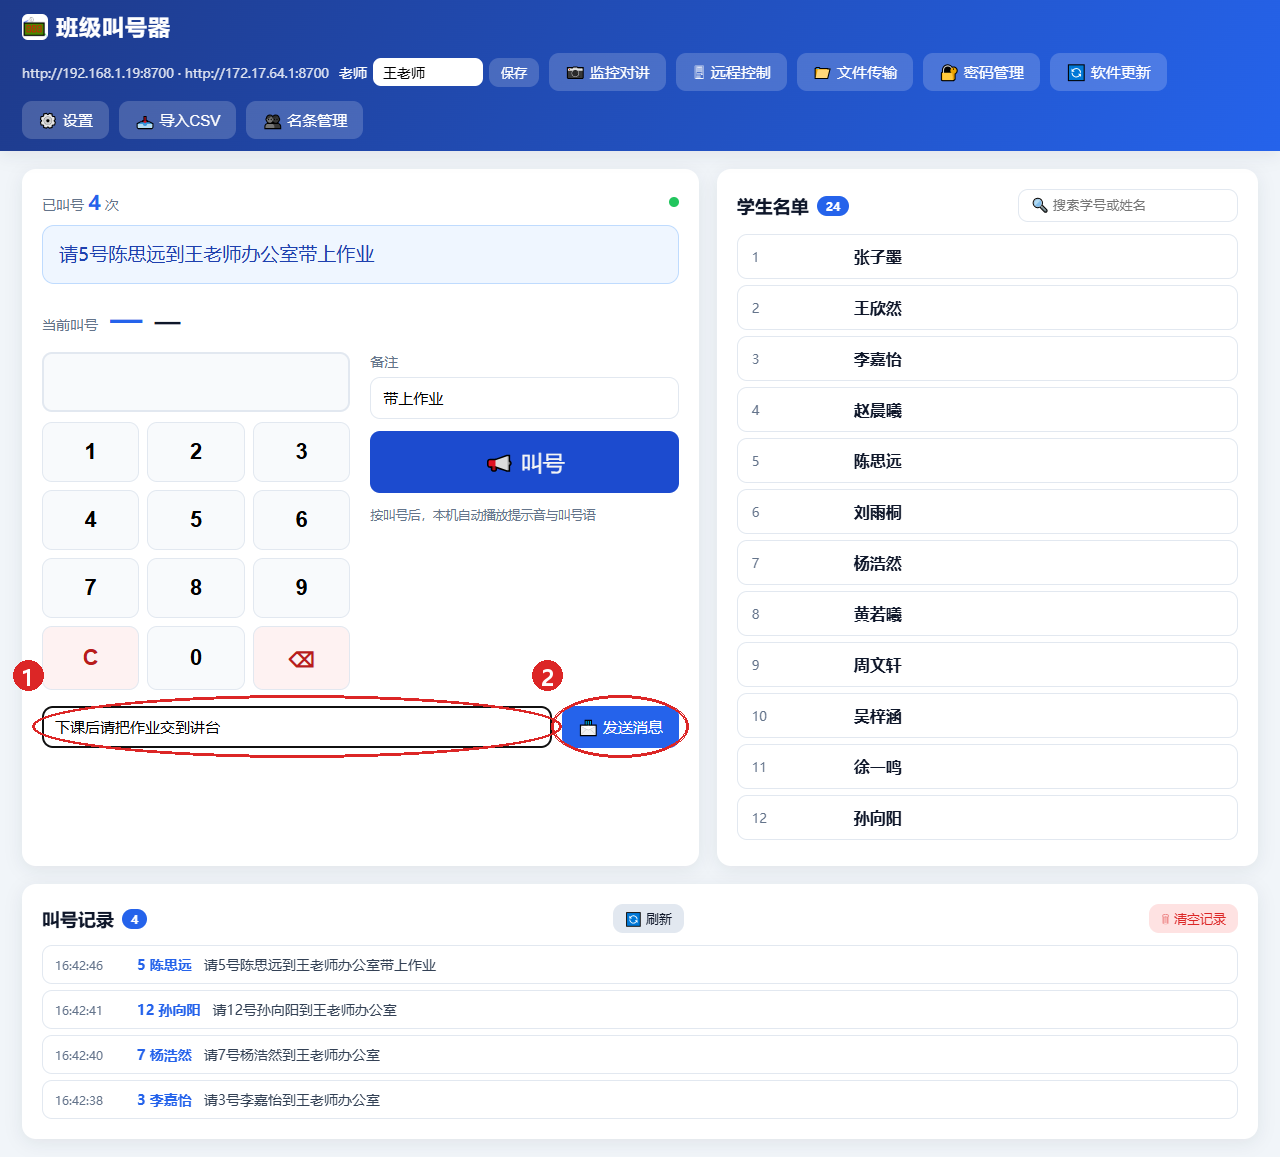 班级叫号器
http://192.168.1.19:8700 · http://172.17.64.1:8700 老师 王老师 保存 监控对讲 远程控制 文件传输 密码管理 软件更新
设置 导入CSV 名条管理
已叫号 4 次
请5号陈思远到王老师办公室带上作业
当前叫号 — —
备注
带上作业
叫号
按叫号后，本机自动播放提示音与叫号语
1 2 3
4 5 6
7 8 9
C 0 ⌫
1 2
下课后请把作业交到讲台 发送消息
学生名单 24 搜索学号或姓名
1 张子墨
2 王欣然
3 李嘉怡
4 赵晨曦
5 陈思远
6 刘雨桐
7 杨浩然
8 黄若曦
9 周文轩
10 吴梓涵
11 徐一鸣
12 孙向阳
叫号记录 4 刷新 清空记录
16:42:46 5 陈思远 请5号陈思远到王老师办公室带上作业
16:42:41 12 孙向阳 请12号孙向阳到王老师办公室
16:42:40 7 杨浩然 请7号杨浩然到王老师办公室
16:42:38 3 李嘉怡 请3号李嘉怡到王老师办公室